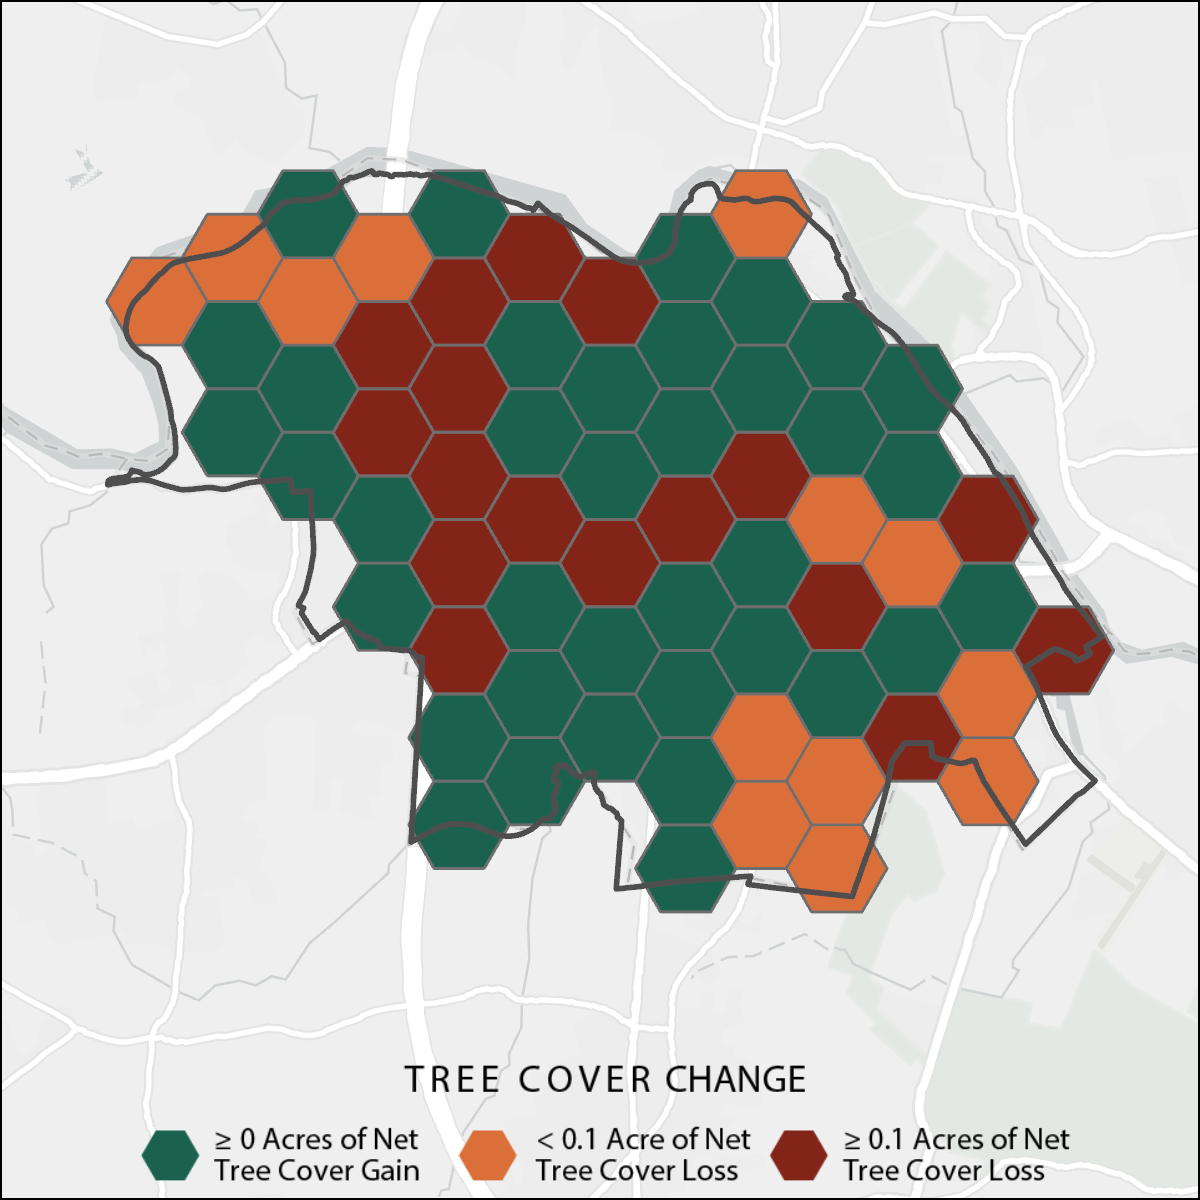 TREE COVER CHANGE
≥ 0 Acres of Net
Tree Cover Gain
< 0.1 Acre of Net
Tree Cover Loss
≥ 0.1 Acres of Net
Tree Cover Loss